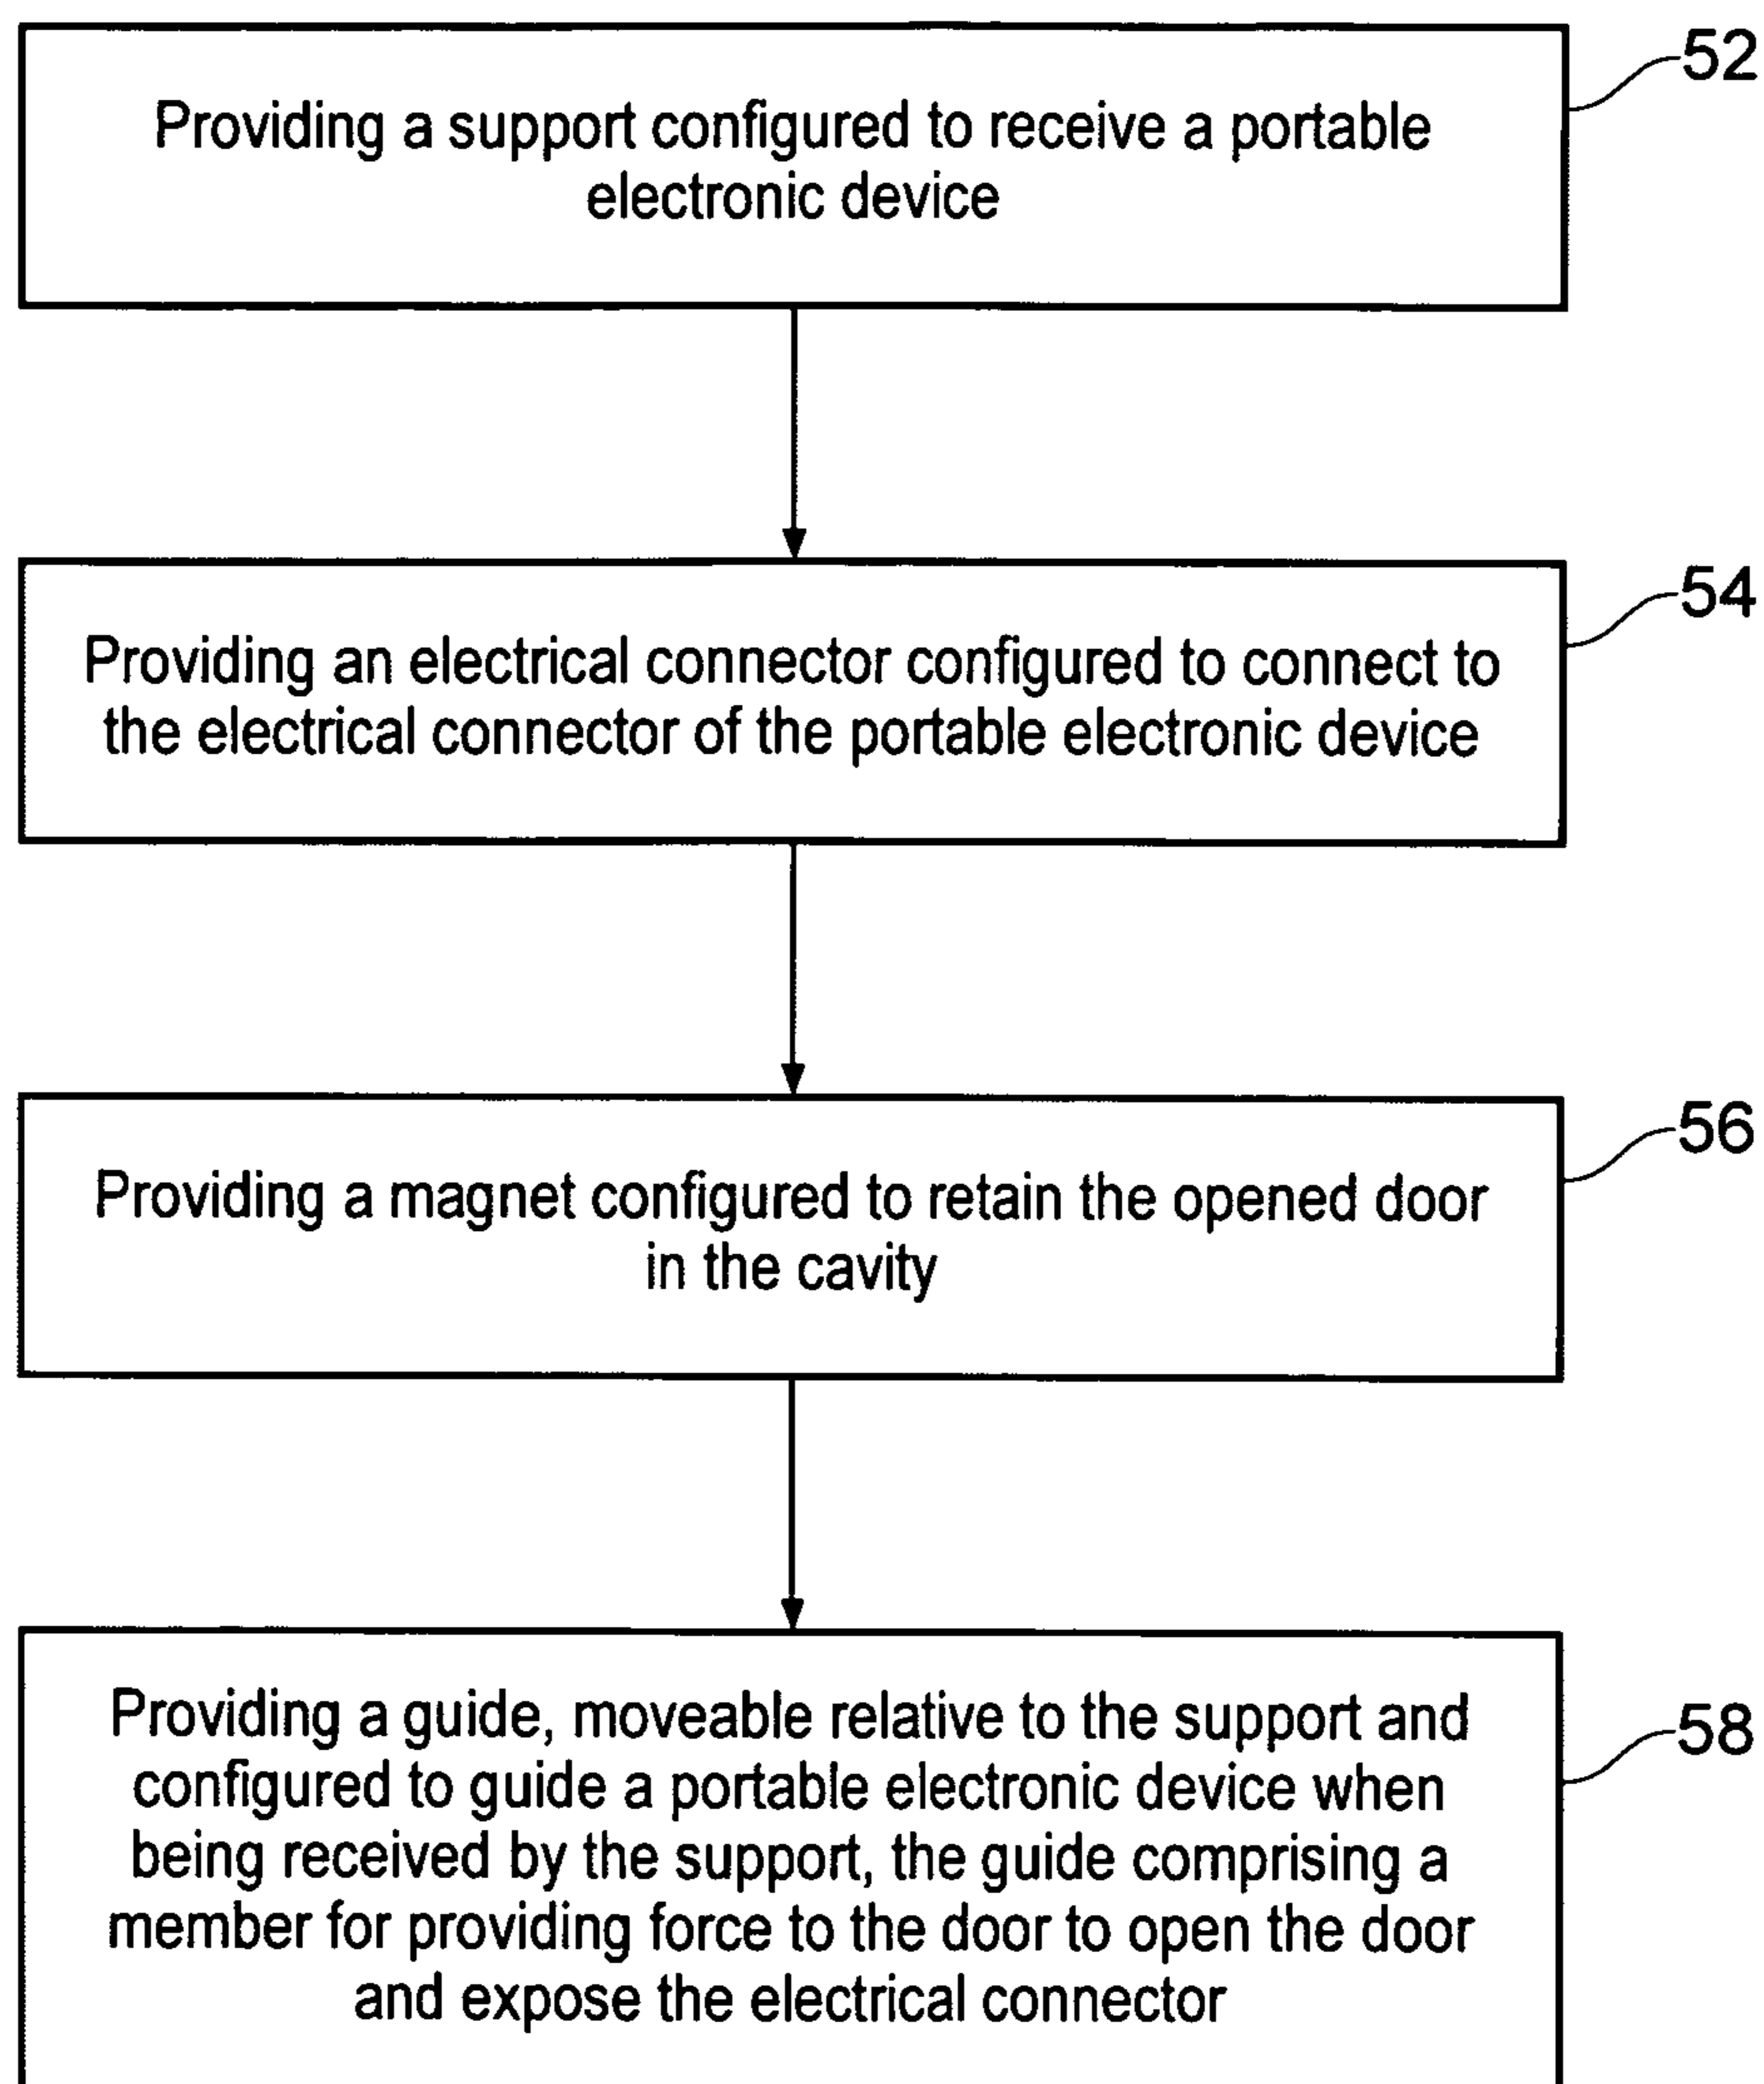 52
Providing a support configured to receive a portable
electronic device
54
Providing an electrical connector configured to connect to
the electrical connector of the portable electronic device
56
Providing a magnet configured to retain the opened door
in the cavity
58
Providing a guide, moveable relative to the support and
configured to guide a portable electronic device when
being received by the support, the guide comprising a
member for providing force to the door to open the door
and expose the electrical connector